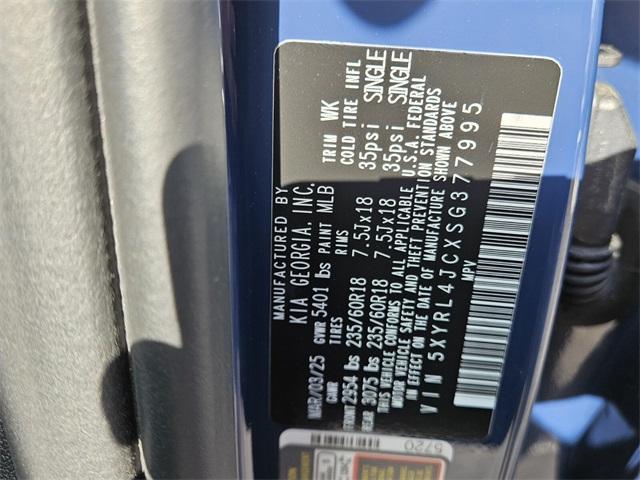 MANUFACTURED BY
KIA GEORGIA, INC.
MAR/03/25 GVWR 5401 lbs PAINT MLB TRIM WK
GAWR TIRES RIMS COLD TIRE INFL
FRONT 2954 lbs 235/60R18 7.5Jx18 35psi SINGLE
REAR 3075 lbs 235/60R18 7.5Jx18 35psi SINGLE
THIS VEHICLE CONFORMS TO ALL APPLICABLE U.S.A. FEDERAL
MOTOR VEHICLE SAFETY AND THEFT PREVENTION STANDARDS
IN EFFECT ON THE DATE OF MANUFACTURE SHOWN ABOVE
VIN 5XYRL4JCXSG377995
MPV
5720